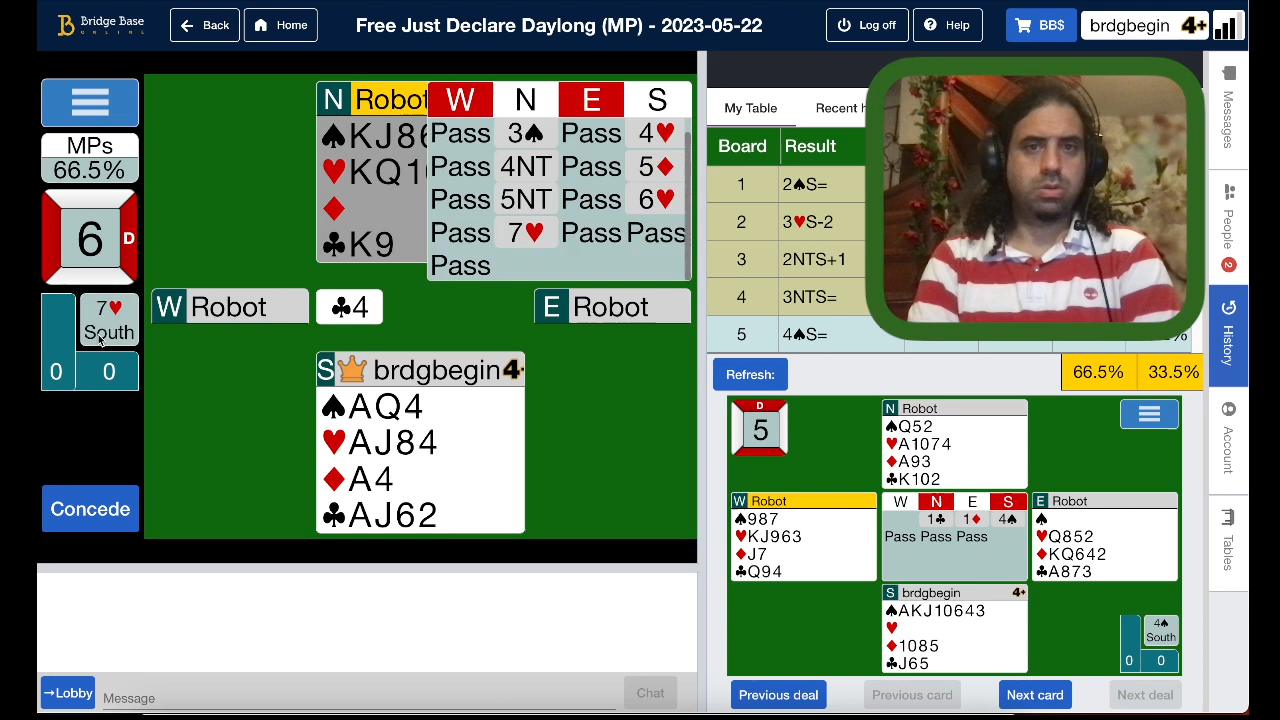 Bridge Base
ONLINE
Back
Home
Free Just Declare Daylong (MP) - 2023-05-22
Log off
Help
BB$
brdgbegin 4+
MPs
66.5%
6 D
7♥
South
0 0
Concede
N Robot
♠KJ86
♥KQ1
♦
♣K9
W N E S
Pass 3♠ Pass 4♥
Pass 4NT Pass 5♦
Pass 5NT Pass 6♥
Pass 7♥ Pass Pass
Pass
W Robot
♣4
E Robot
S brdgbegin 4
♠AQ4
♥AJ84
♦A4
♣AJ62
→Lobby
Message
Chat
My Table
Recent h
Board Result
1 2♠S=
2 3♥S-2
3 2NTS+1
4 3NTS=
5 4♠S=
Refresh:
66.5% 33.5%
D
5
N Robot
♠Q52
♥A1074
♦A93
♣K102
W Robot
♠987
♥KJ963
♦J7
♣Q94
W N E S
1♣ 1♦ 4♠
Pass Pass Pass
E Robot
♠
♥Q852
♦KQ642
♣A873
S brdgbegin 4+
♠AKJ10643
♥
♦1085
♣J65
4♠
South
0 0
Previous deal
Previous card
Next card
Next deal
Messages
People
2
History
Account
Tables